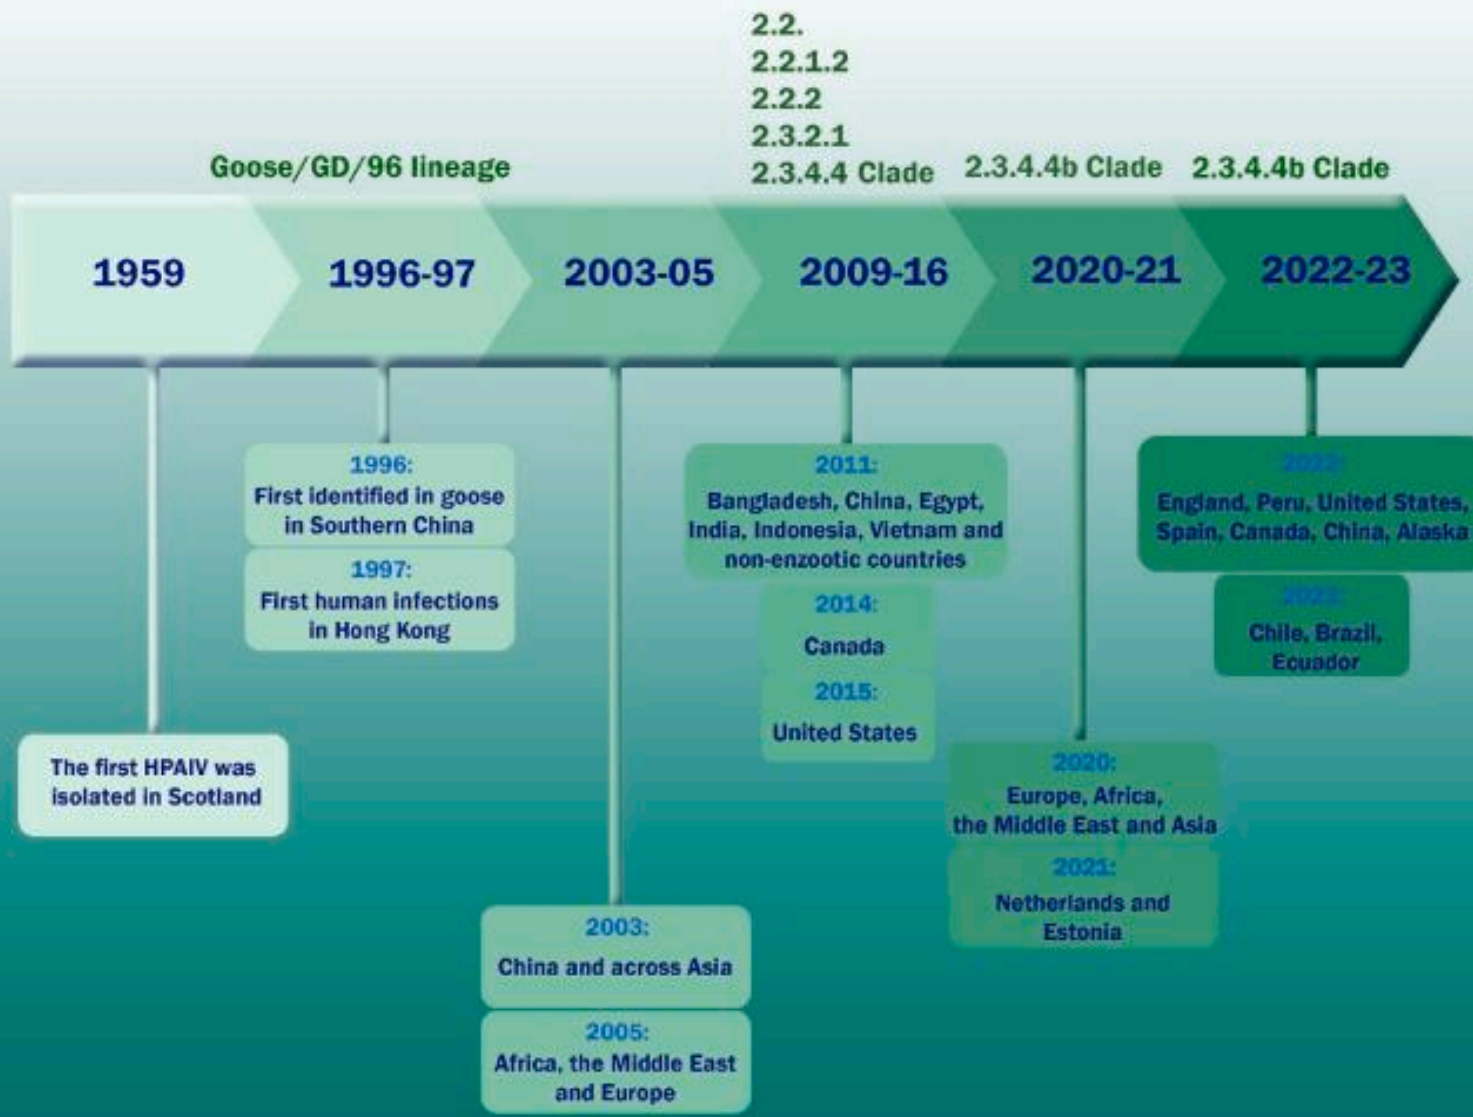 2.2.
2.2.1.2
2.2.2
2.3.2.1
2.3.4.4 Clade
Goose/GD/96 lineage
2.3.4.4b Clade
2.3.4.4b Clade
1959
1996-97
2003-05
2009-16
2020-21
2022-23
The first HPAIV was
isolated in Scotland
1996:
First identified in goose
in Southern China
1997:
First human infections
in Hong Kong
2003:
China and across Asia
2005:
Africa, the Middle East
and Europe
2011:
Bangladesh, China, Egypt,
India, Indonesia, Vietnam and
non-enzootic countries
2014:
Canada
2015:
United States
2020:
Europe, Africa,
the Middle East and Asia
2021:
Netherlands and
Estonia
2022:
England, Peru, United States,
Spain, Canada, China, Alaska
2023:
Chile, Brazil,
Ecuador